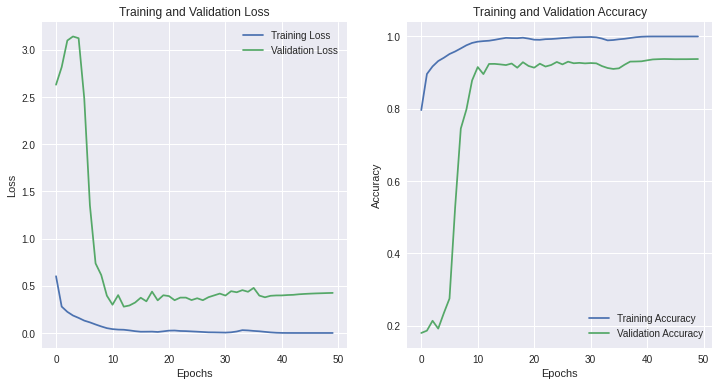 Training and Validation Loss
Training Loss
Validation Loss
3.0
2.5
2.0
1.5
1.0
0.5
0.0
Loss
0 10 20 30 40 50
Epochs
Training and Validation Accuracy
1.0
0.8
0.6
0.4
0.2
Accuracy
Training Accuracy
Validation Accuracy
0 10 20 30 40 50
Epochs